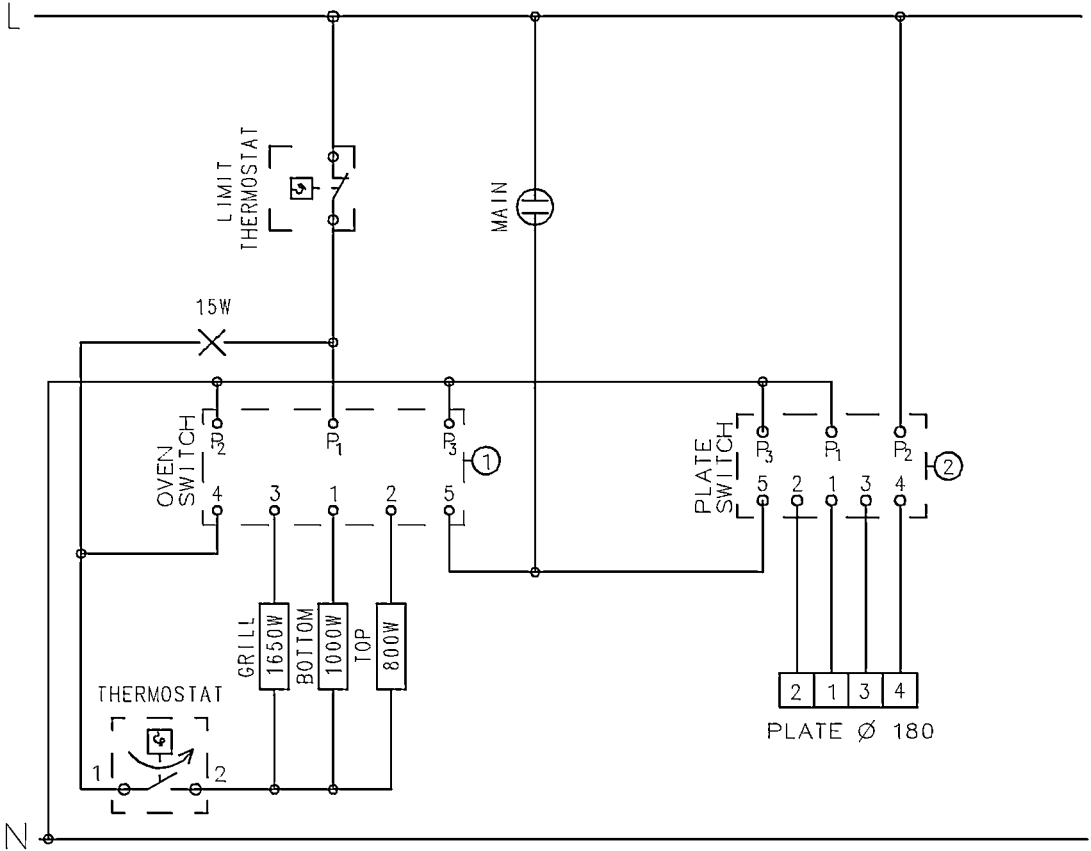 L
LIMIT
THERMOSTAT
MAIN
15W
OVEN
SWITCH
P2
P1
P3
1
4
3
1
2
5
PLATE
SWITCH
P3
P1
P2
2
5
2
1
3
4
GRILL
1650W
BOTTOM
1000W
TOP
800W
2
1
3
4
PLATE Ø 180
THERMOSTAT
1
2
N